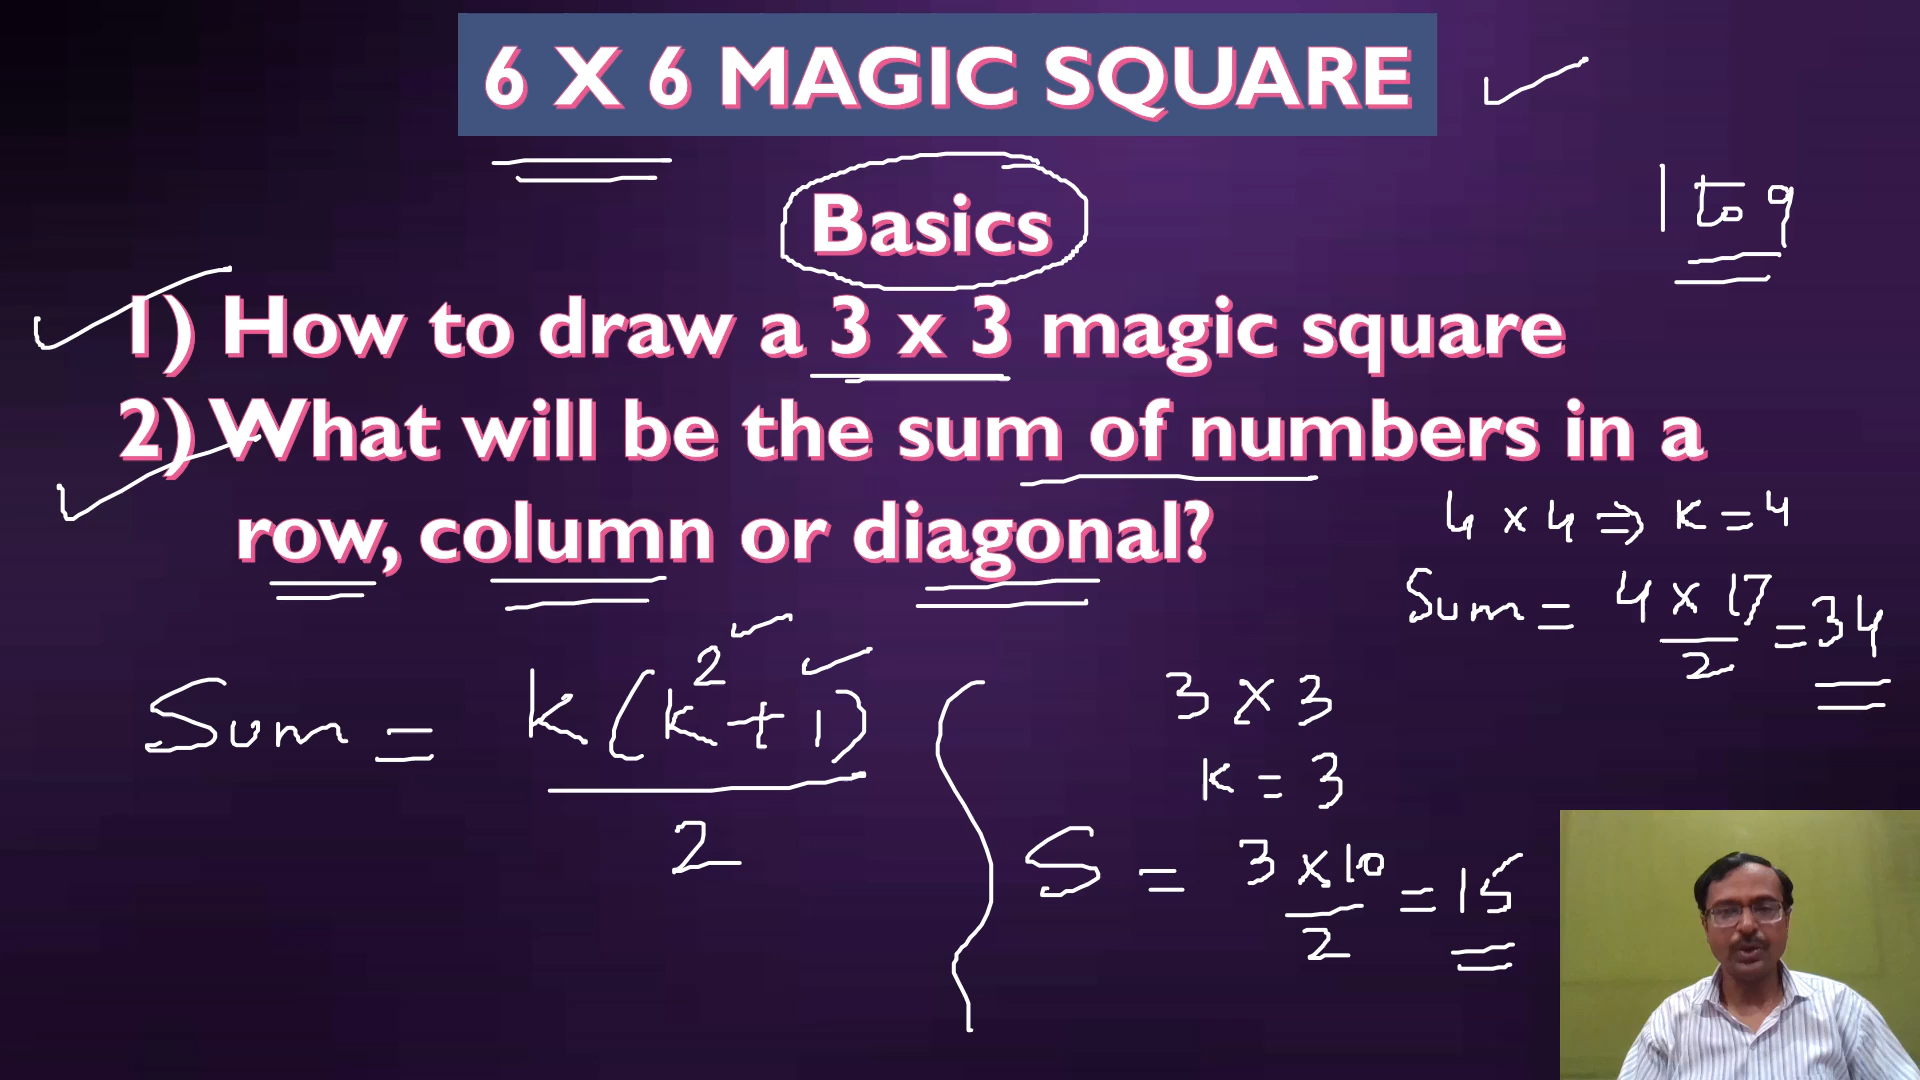 6 X 6 MAGIC SQUARE
Basics
1 to 9
1) How to draw a 3 x 3 magic square
2) What will be the sum of numbers in a
row, column or diagonal?
4 × 4 ⇒ K = 4
Sum = 4 × 17 / 2 = 34
Sum = k(k² + 1) / 2
3 × 3
K = 3
S = 3 × 10 / 2 = 15